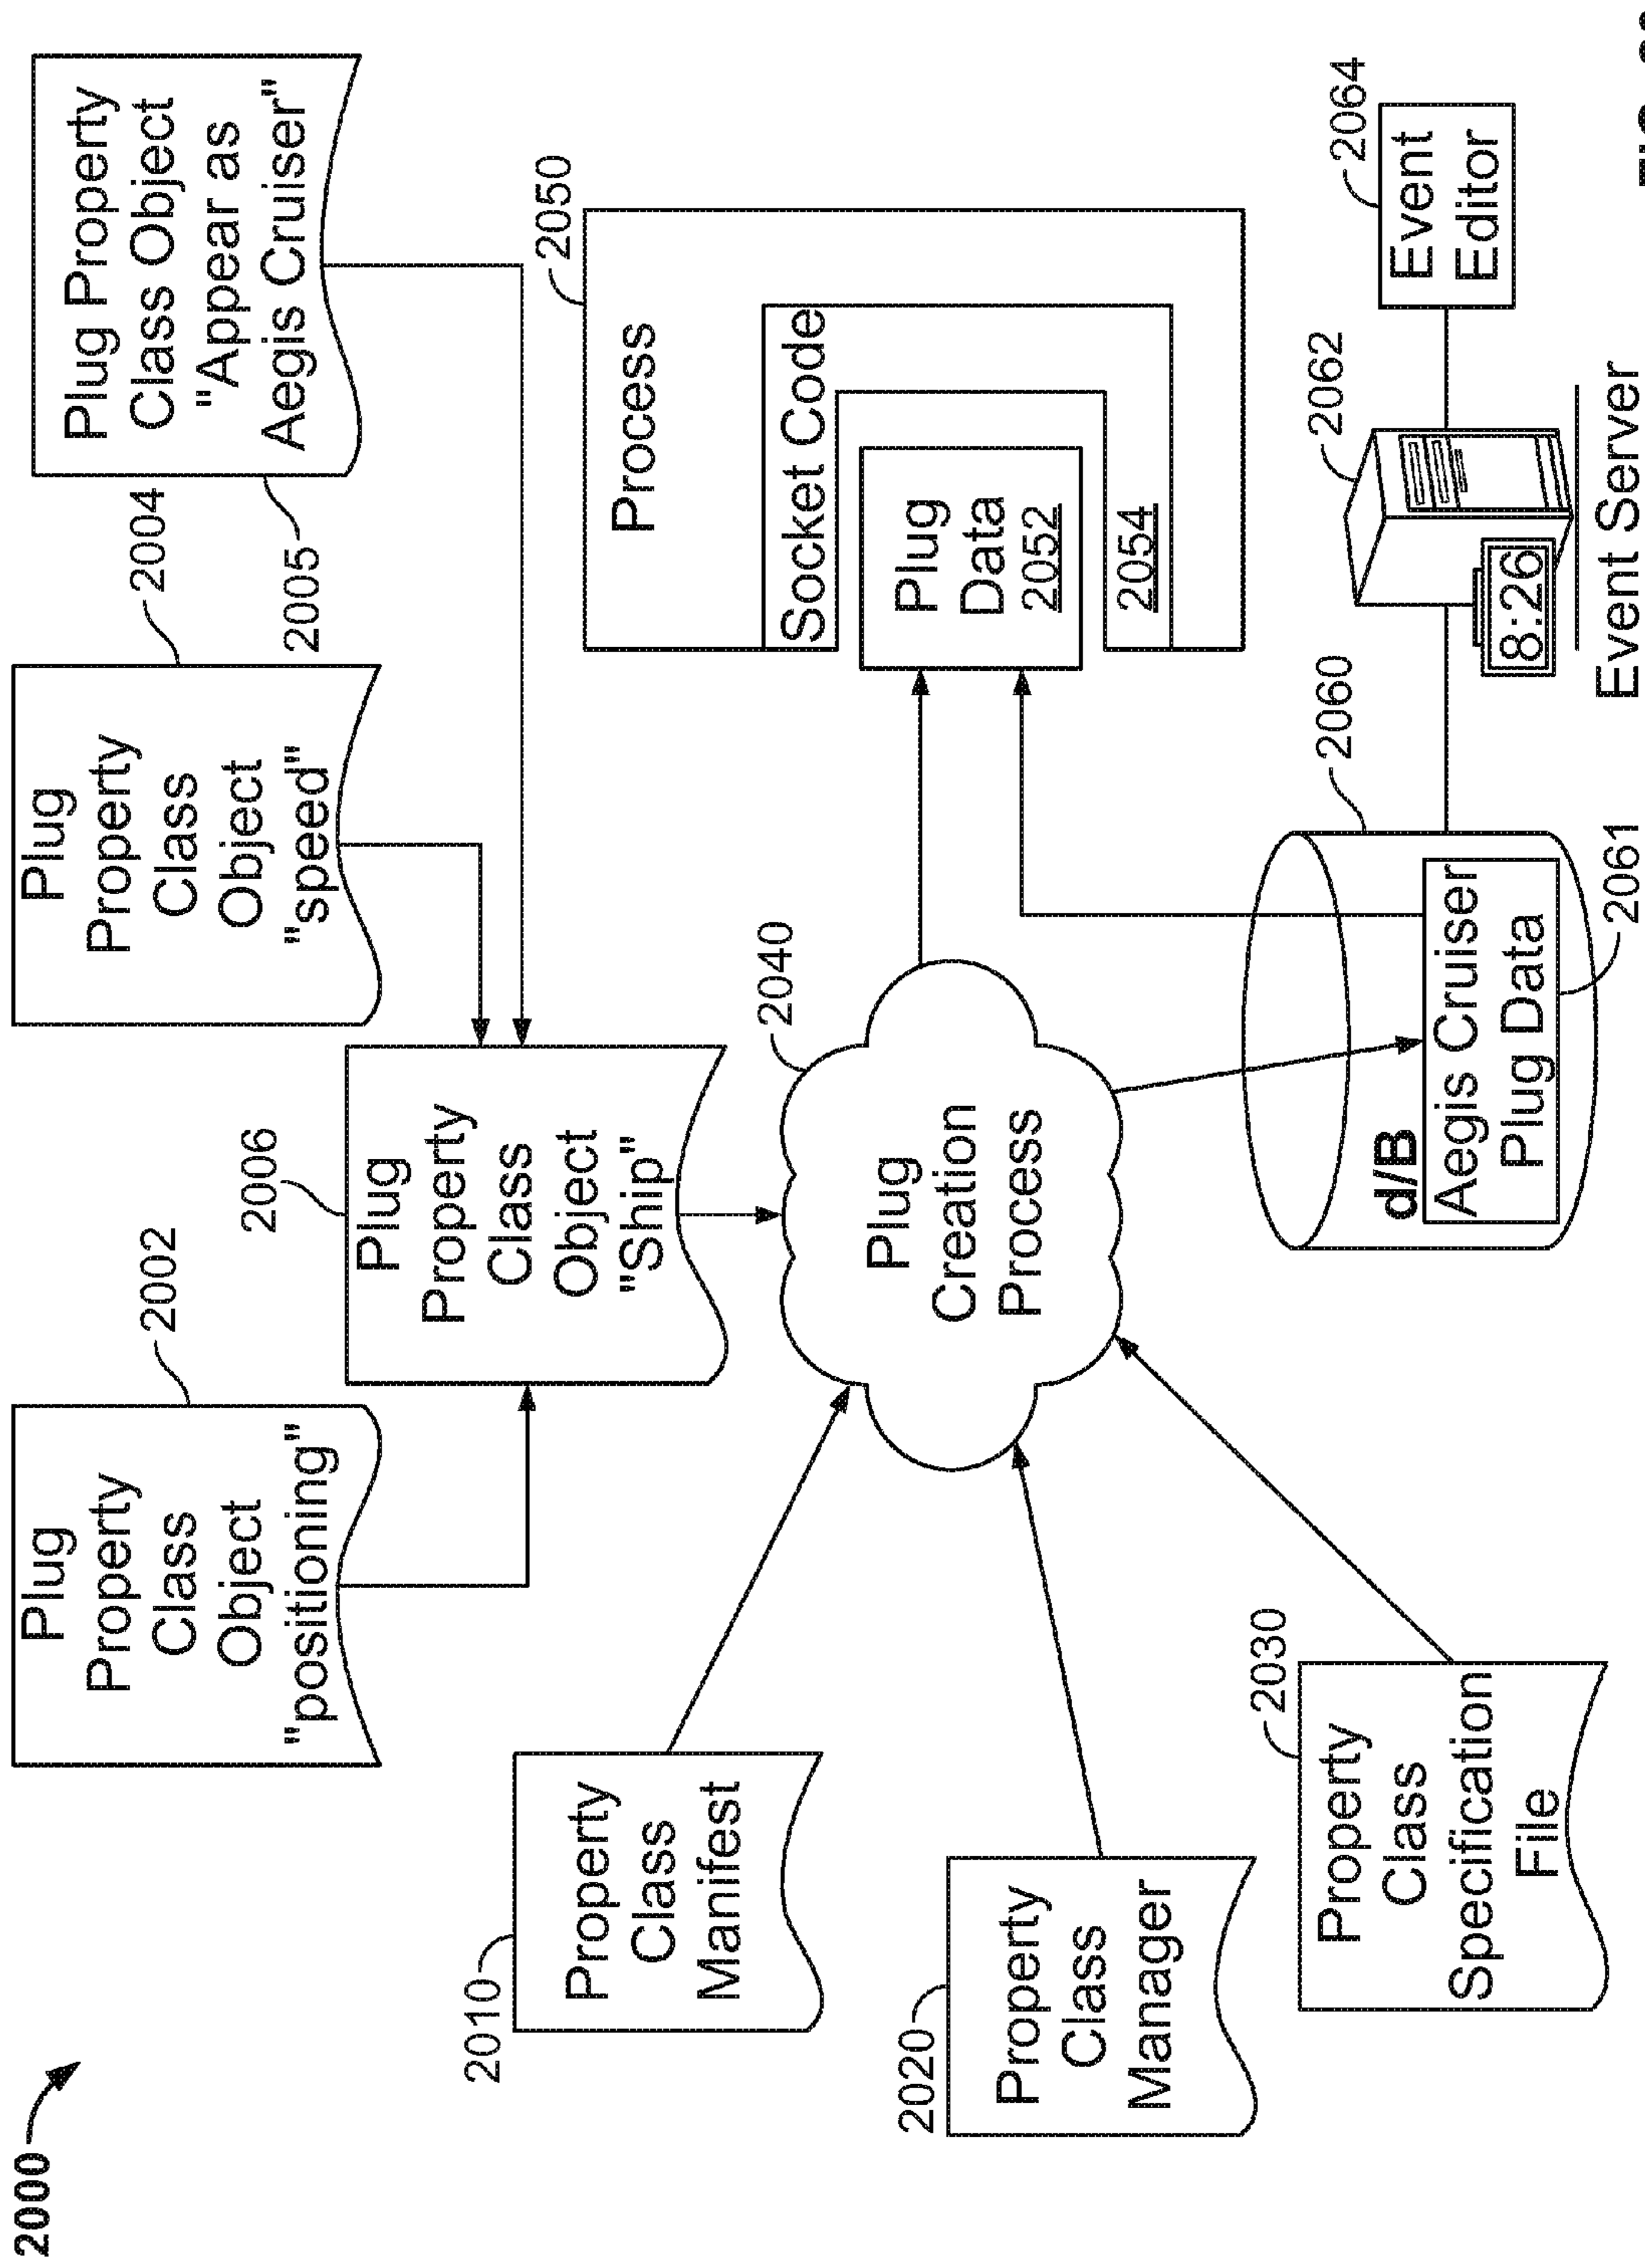 2000
Plug
Property
Class
Object
"positioning"
2002
Plug
Property
Class
Object
"speed"
2004
Plug Property
Class Object
"Appear as
Aegis Cruiser"
2005
2006
Plug
Property
Class
Object
"Ship"
2010
Property
Class
Manifest
2020
Property
Class
Manager
2030
Property
Class
Specification
File
2040
Plug
Creation
Process
2050
Process
Socket Code
Plug
Data
2052
2054
2060
d/B
Aegis Cruiser
Plug Data
2061
2062
8:26
Event Server
2064
Event
Editor